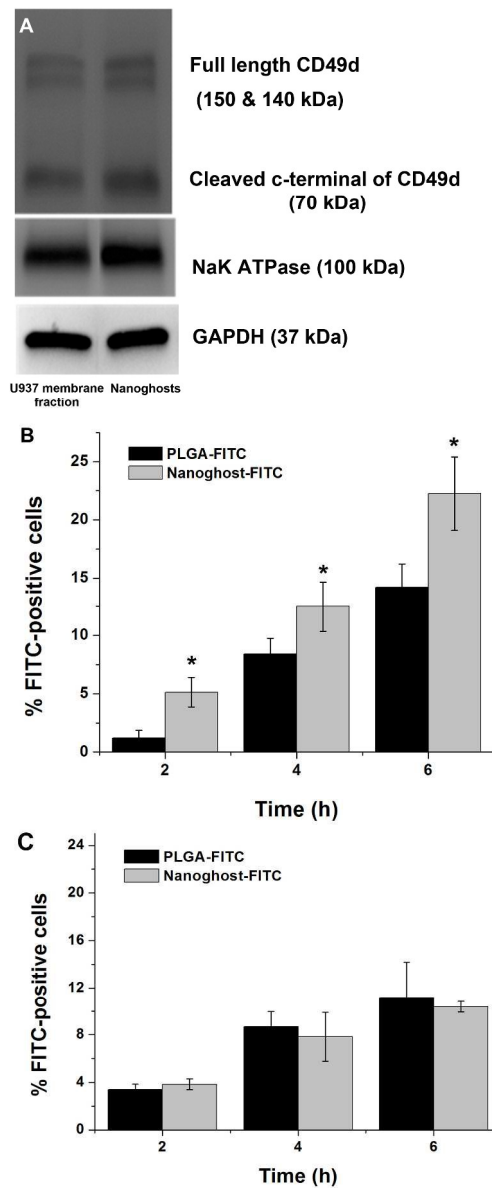 A
Full length CD49d
(150 & 140 kDa)
Cleaved c-terminal of CD49d
(70 kDa)
NaK ATPase (100 kDa)
GAPDH (37 kDa)
U937 membrane
fraction
Nanoghosts
B
PLGA-FITC
Nanoghost-FITC
% FITC-positive cells
25
20
15
10
5
0
*
*
*
2
4
6
Time (h)
C
PLGA-FITC
Nanoghost-FITC
% FITC-positive cells
24
20
16
12
8
4
0
2
4
6
Time (h)